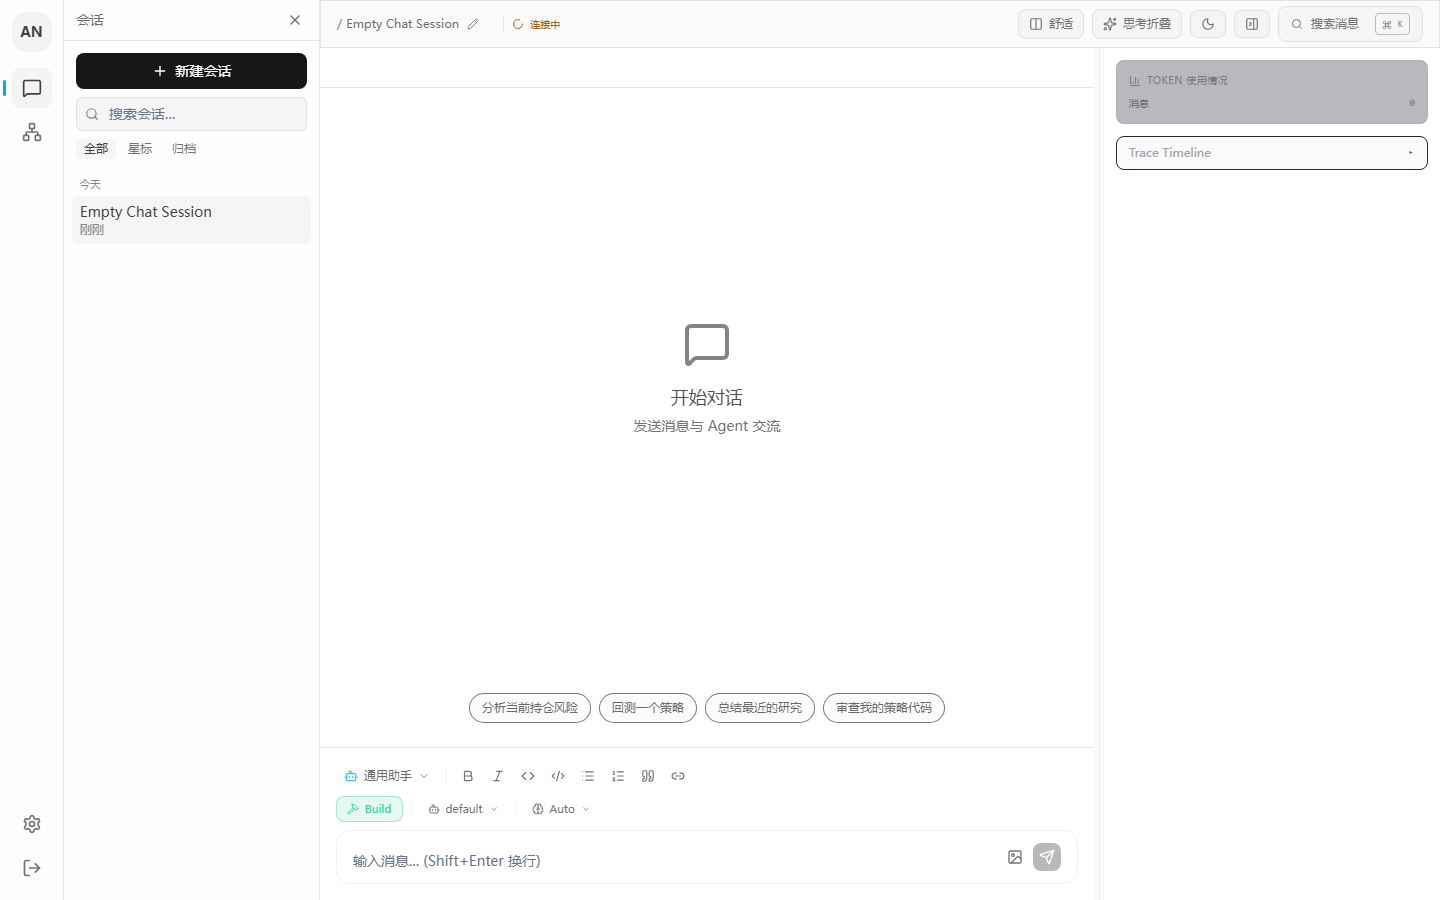 AN
会话
新建会话
搜索会话...
全部 星标 归档
今天
Empty Chat Session
刚刚
/ Empty Chat Session 连接中
舒适 思考折叠 搜索消息 ⌘ K
开始对话
发送消息与 Agent 交流
分析当前持仓风险 回测一个策略 总结最近的研究 审查我的策略代码
通用助手
Build default Auto
输入消息... (Shift+Enter 换行)
TOKEN 使用情况
消息 0
Trace Timeline